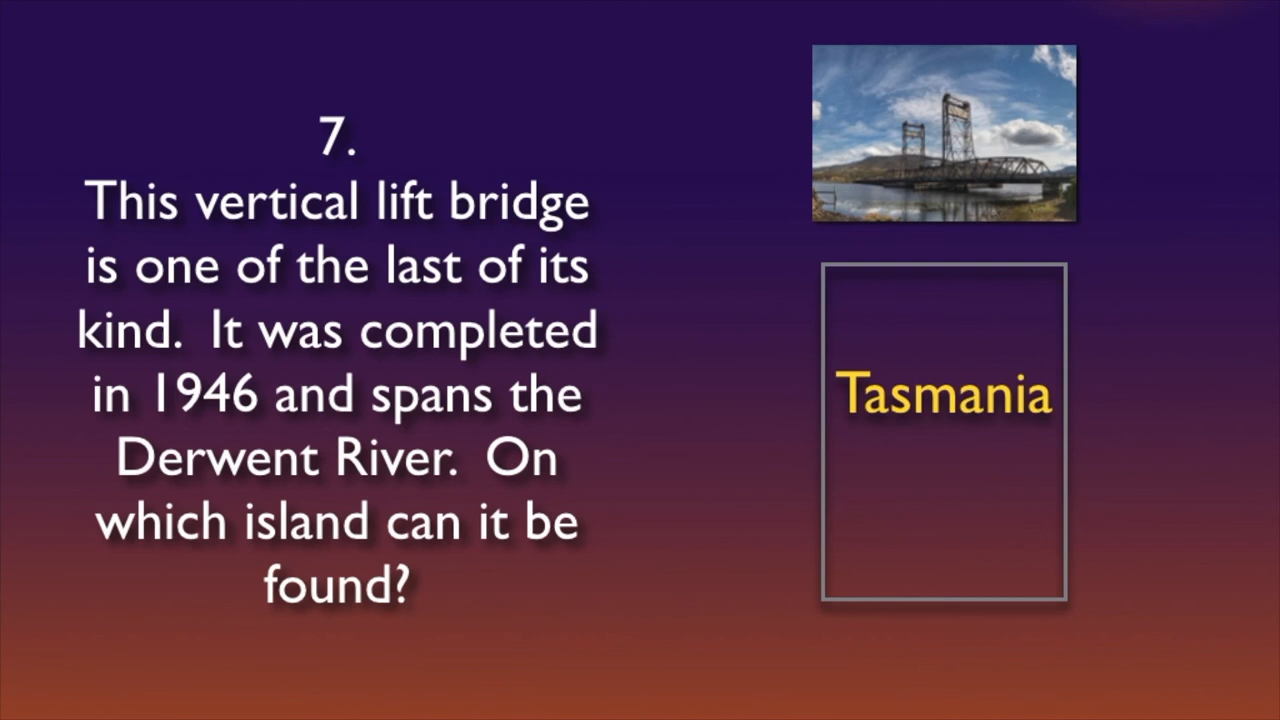 7.
This vertical lift bridge
is one of the last of its
kind.  It was completed
in 1946 and spans the
Derwent River.  On
which island can it be
found?
Tasmania